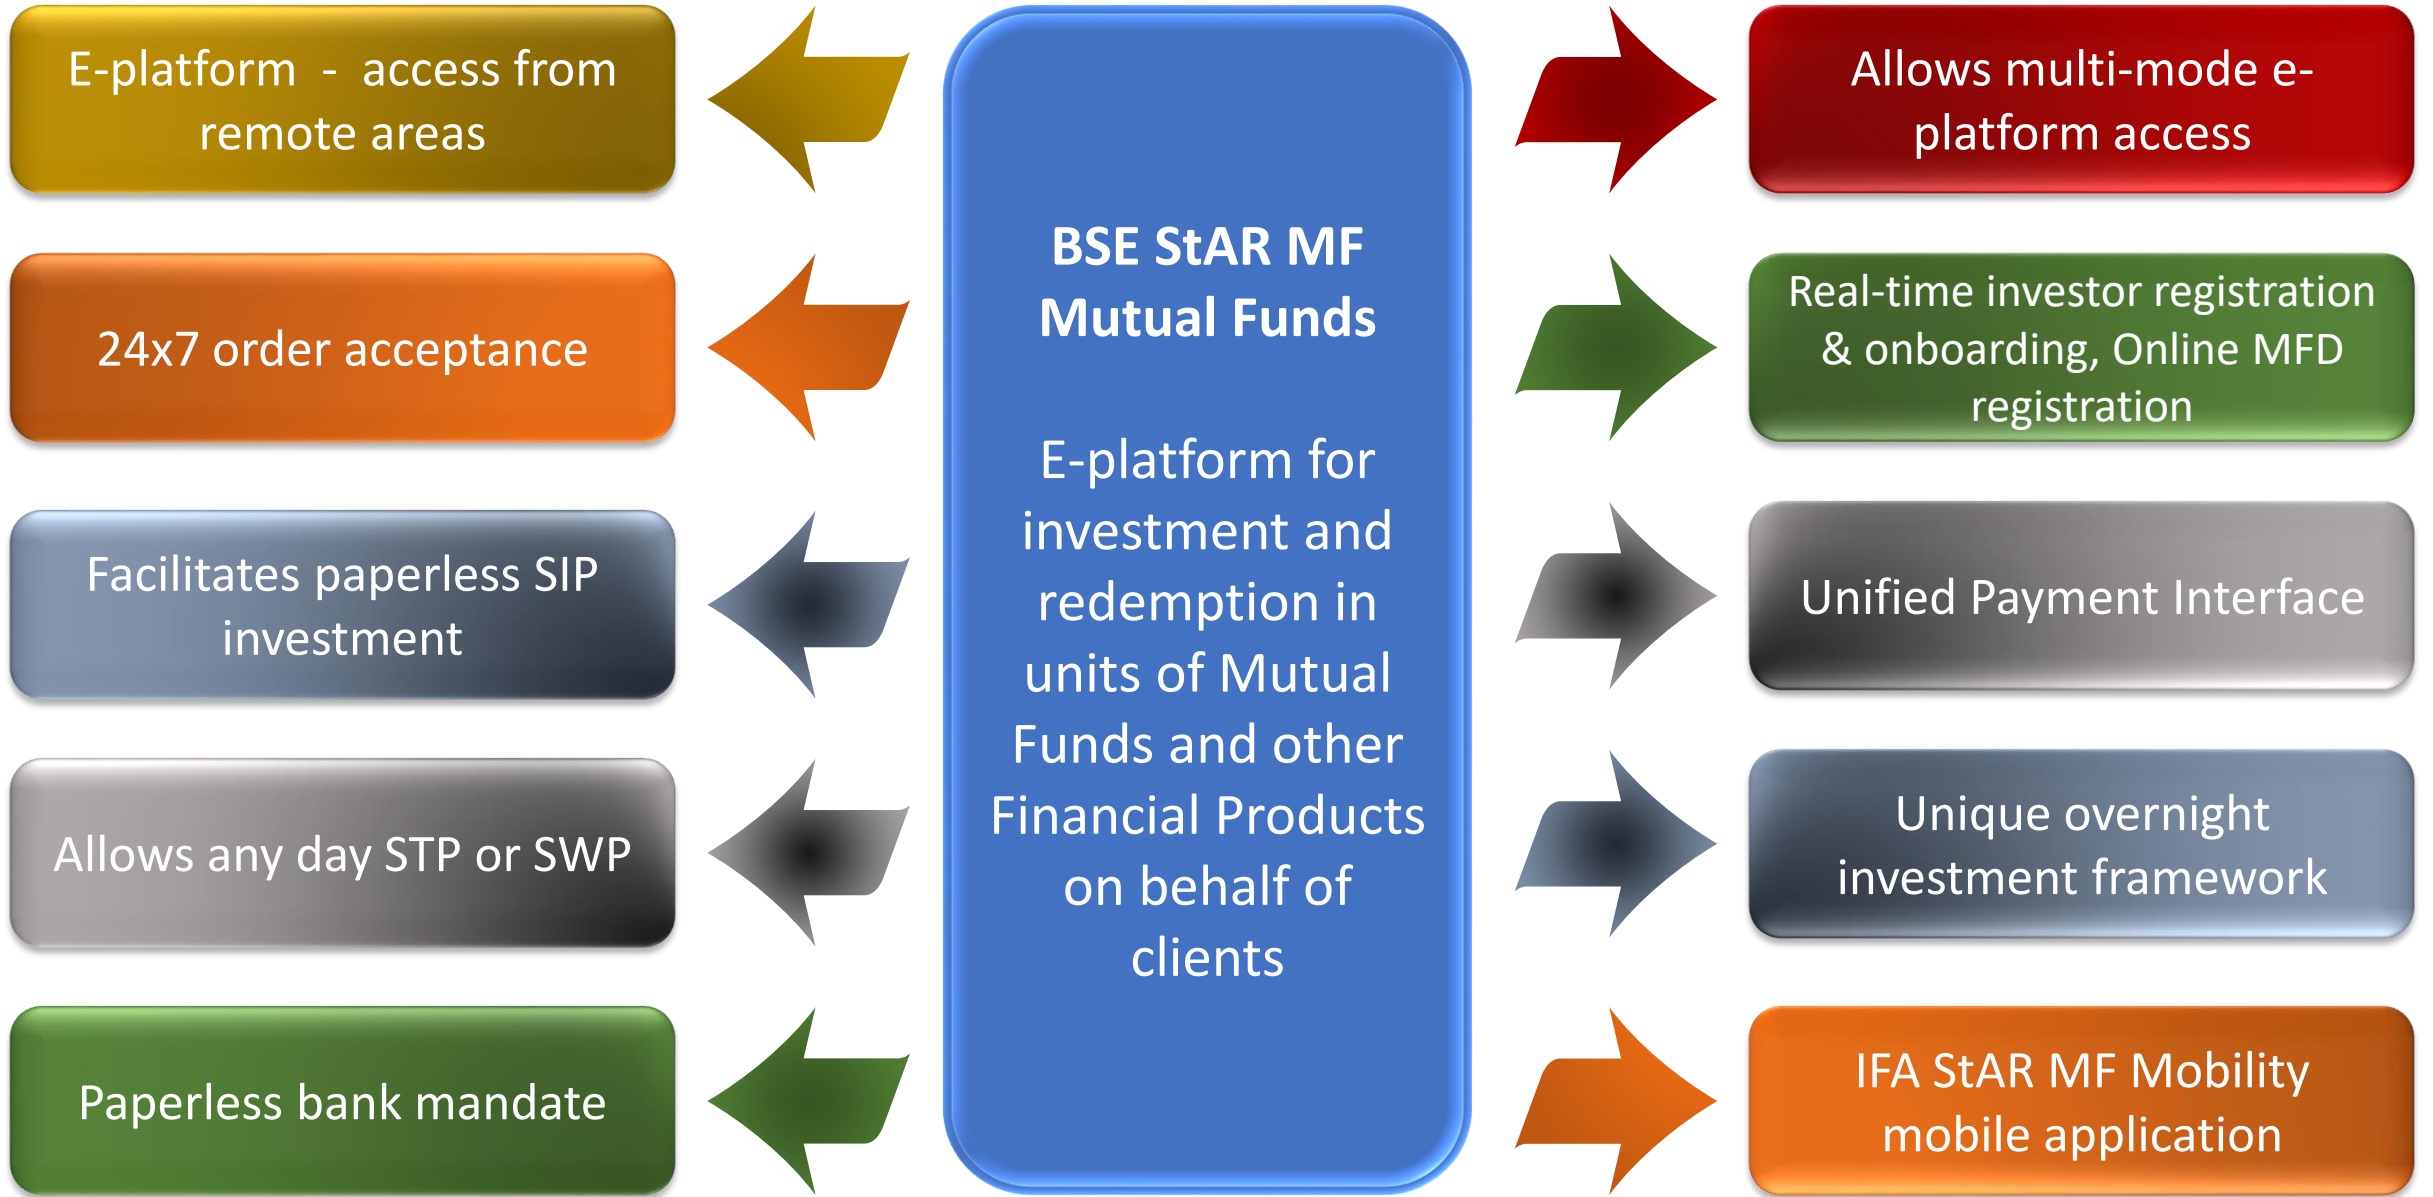 E-platform - access from
remote areas
24x7 order acceptance
Facilitates paperless SIP
investment
Allows any day STP or SWP
Paperless bank mandate
BSE StAR MF
Mutual Funds
E-platform for
investment and
redemption in
units of Mutual
Funds and other
Financial Products
on behalf of
clients
Allows multi-mode e-
platform access
Real-time investor registration
& onboarding, Online MFD
registration
Unified Payment Interface
Unique overnight
investment framework
IFA StAR MF Mobility
mobile application